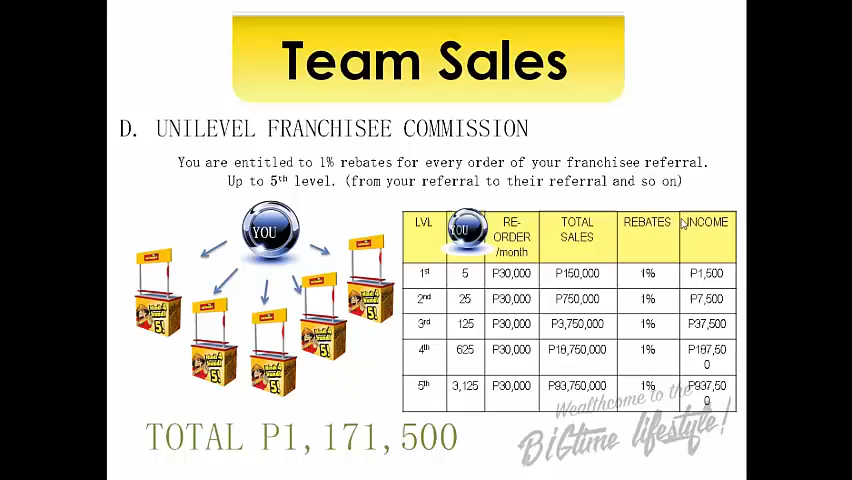 Team Sales
D. UNILEVEL FRANCHISEE COMMISSION
You are entitled to 1% rebates for every order of your franchisee referral.
Up to 5th level. (from your referral to their referral and so on)
YOU
LVL YOU RE-ORDER /month TOTAL SALES REBATES INCOME
1st 5 P30,000 P150,000 1% P1,500
2nd 25 P30,000 P750,000 1% P7,500
3rd 125 P30,000 P3,750,000 1% P37,500
4th 625 P30,000 P18,750,000 1% P187,500
5th 3,125 P30,000 P93,750,000 1% P937,500
TOTAL P1,171,500
Wealthcome to the
BiGtime lifestyle!